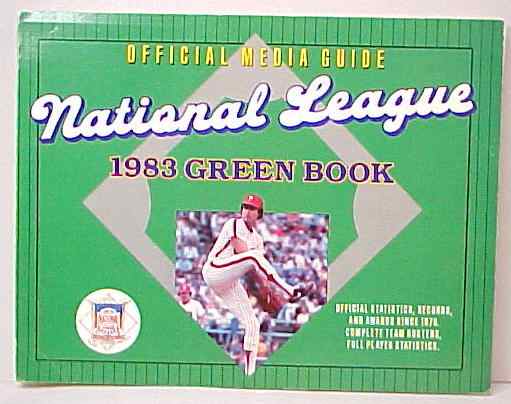 OFFICIAL MEDIA GUIDE
National League
1983 GREEN BOOK
OFFICIAL STATISTICS, RECORDS,
AND AWARDS SINCE 1876.
COMPLETE TEAM ROSTERS,
FULL PLAYER STATISTICS.
NATIONAL